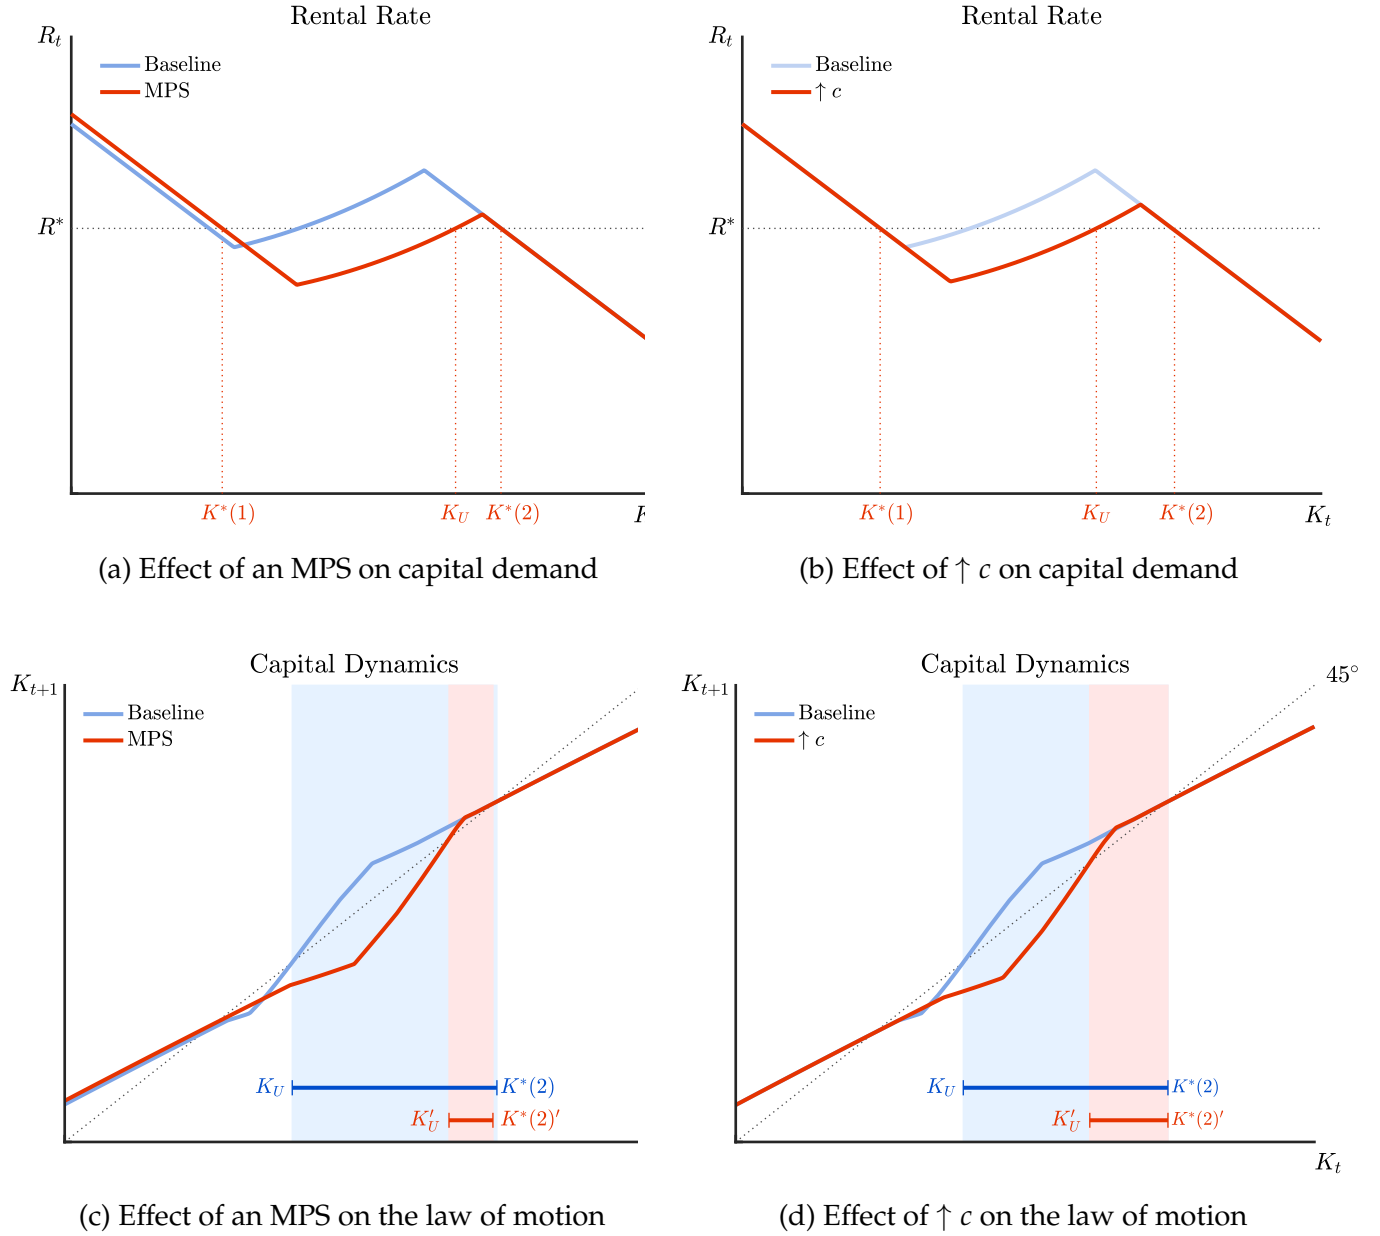 Rental Rate
R_t
Baseline
MPS
R*
K*(1)
K_U
K*(2)
(a) Effect of an MPS on capital demand
Rental Rate
R_t
Baseline
↑ c
R*
K*(1)
K_U
K*(2)
K_t
(b) Effect of ↑ c on capital demand
Capital Dynamics
K_{t+1}
Baseline
MPS
K_U
K*(2)
K′_U
K*(2)′
(c) Effect of an MPS on the law of motion
Capital Dynamics
K_{t+1}
45°
Baseline
↑ c
K_U
K*(2)
K′_U
K*(2)′
K_t
(d) Effect of ↑ c on the law of motion